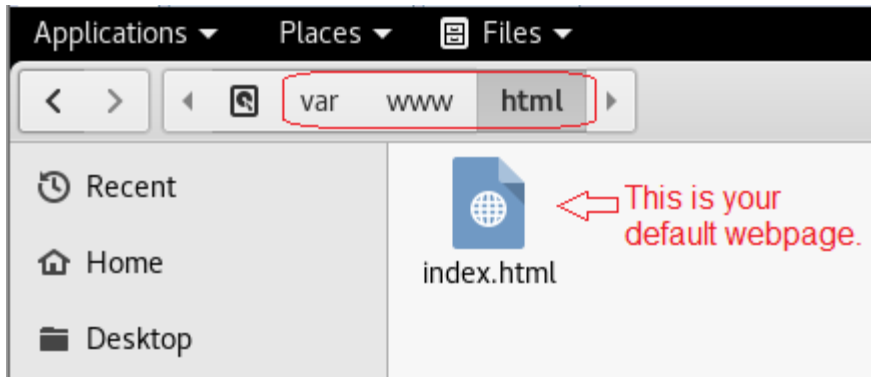 Applications Places Files
var www html
Recent
This is your
default webpage.
Home
index.html
Desktop